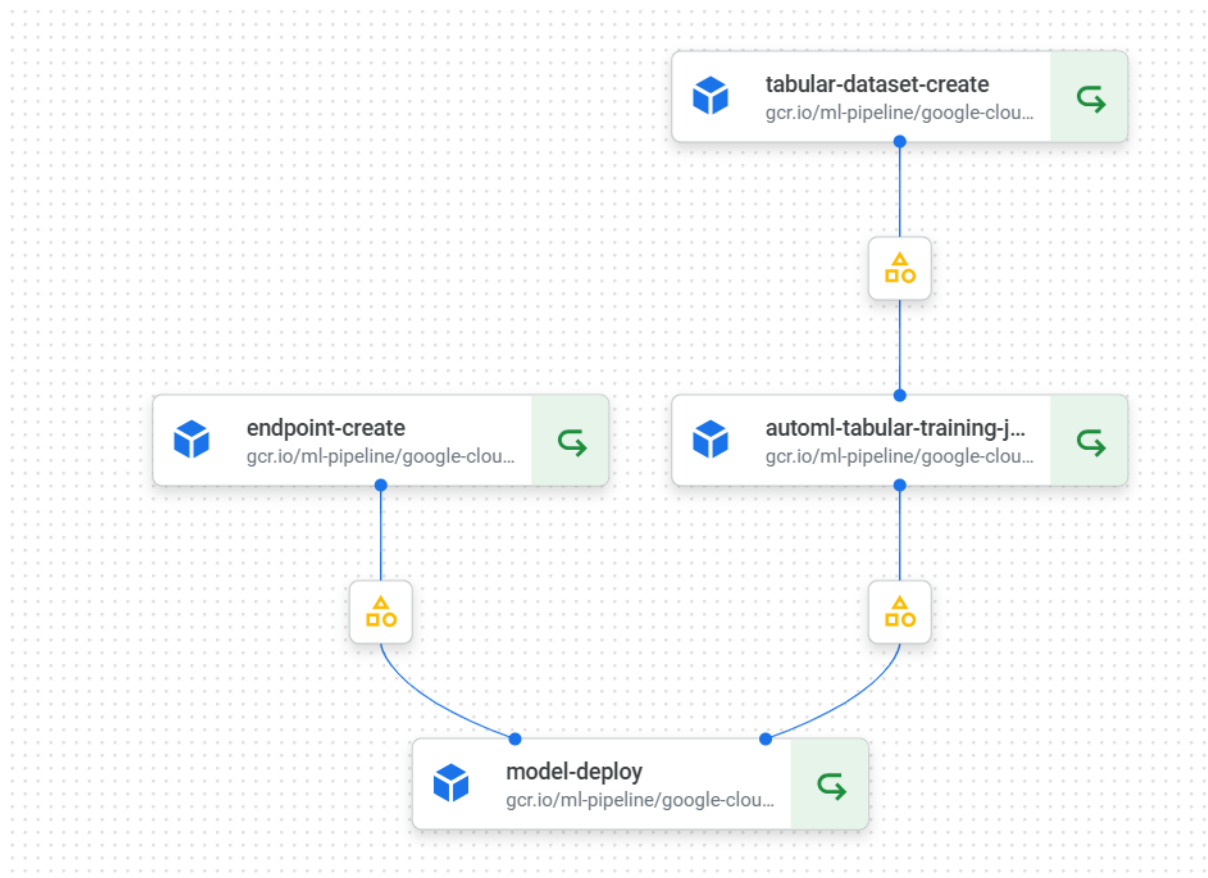 tabular-dataset-create
gcr.io/ml-pipeline/google-clou...
endpoint-create
gcr.io/ml-pipeline/google-clou...
automl-tabular-training-j...
gcr.io/ml-pipeline/google-clou...
model-deploy
gcr.io/ml-pipeline/google-clou...